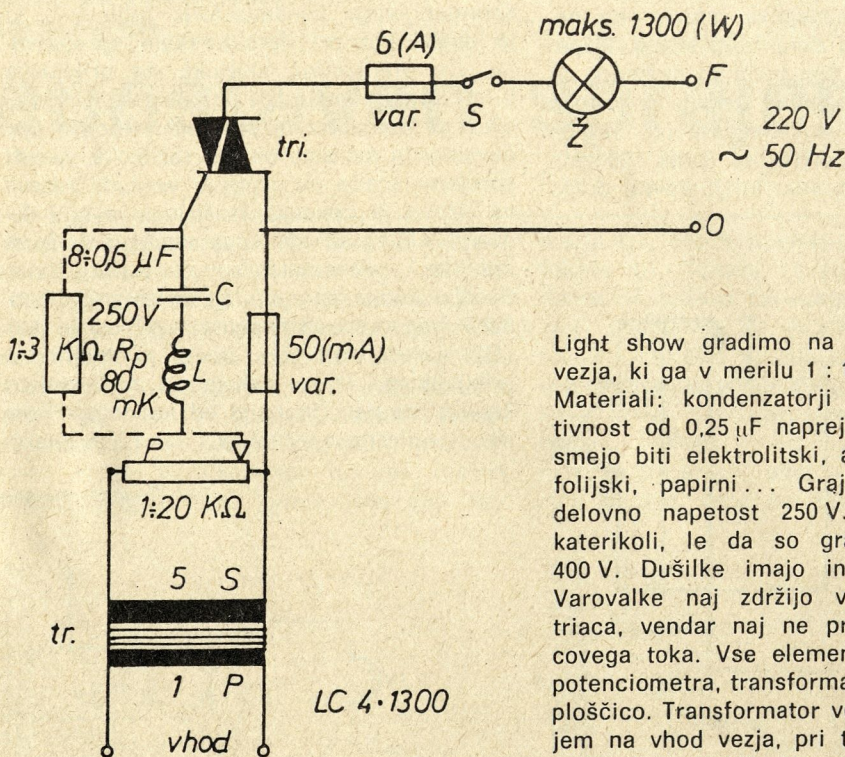 maks. 1300 (W)
6(A)
var.
S
Ž
F
220 V
~ 50 Hz
tri.
O
8÷0,6 µF
C
250V
1÷3 KΩ Rp
80
mK
L
50(mA)
var.
P
1÷20 KΩ
5 S
tr.
1 P
LC 4·1300
vhod
Light show gradimo na
vezja, ki ga v merilu 1 :
Materiali: kondenzatorji
tivnost od 0,25 µF naprej
smejo biti elektrolitski,
folijski, papirni ... Graj
delovno napetost 250 V.
katerikoli, le da so gra
400 V. Dušilke imajo in
Varovalke naj zdržijo v
triaca, vendar naj ne pr
covega toka. Vse elemen
potenciometra, transforma
ploščico. Transformator v
jem na vhod vezja, pri t